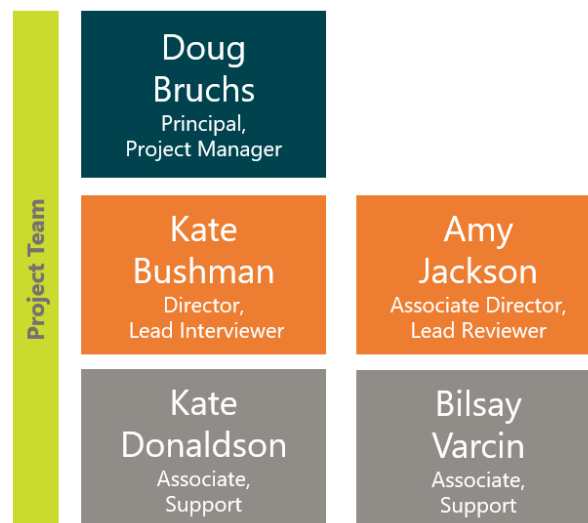 Project Team
Doug
Bruchs
Principal,
Project Manager
Kate
Bushman
Director,
Lead Interviewer
Amy
Jackson
Associate Director,
Lead Reviewer
Kate
Donaldson
Associate,
Support
Bilsay
Varcin
Associate,
Support